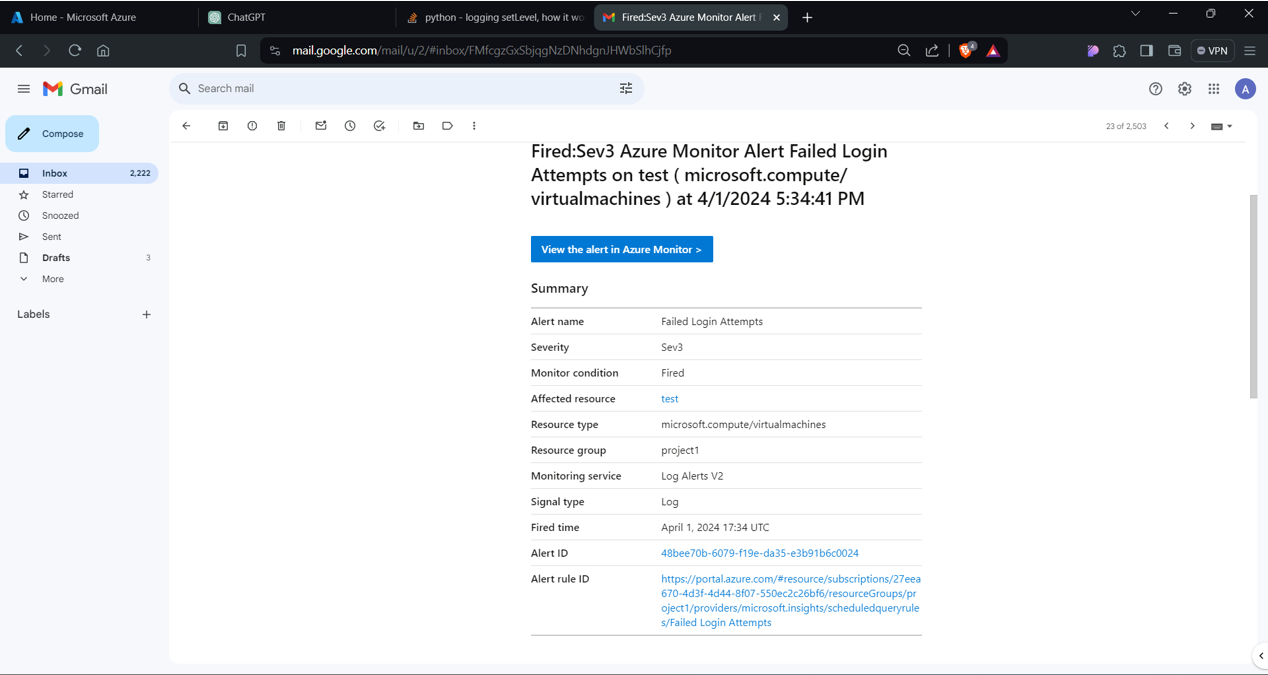 Home - Microsoft Azure
ChatGPT
python - logging setLevel, how it wo
Fired:Sev3 Azure Monitor Alert F
mail.google.com/mail/u/2/#inbox/FMfcgzGxSbjqgNzDNhdgnJHWbSlhCjfp
4
VPN
Gmail
Search mail
A
Compose
23 of 2,503
Inbox 2,222
Starred
Snoozed
Sent
Drafts 3
More
Labels
Fired:Sev3 Azure Monitor Alert Failed Login
Attempts on test ( microsoft.compute/
virtualmachines ) at 4/1/2024 5:34:41 PM
View the alert in Azure Monitor >
Summary
Alert name Failed Login Attempts
Severity Sev3
Monitor condition Fired
Affected resource test
Resource type microsoft.compute/virtualmachines
Resource group project1
Monitoring service Log Alerts V2
Signal type Log
Fired time April 1, 2024 17:34 UTC
Alert ID 48bee70b-6079-f19e-da35-e3b91b6c0024
Alert rule ID https://portal.azure.com/#resource/subscriptions/27eea
670-4d3f-4d44-8f07-550ec2c26bf6/resourceGroups/pr
oject1/providers/microsoft.insights/scheduledqueryrule
s/Failed Login Attempts